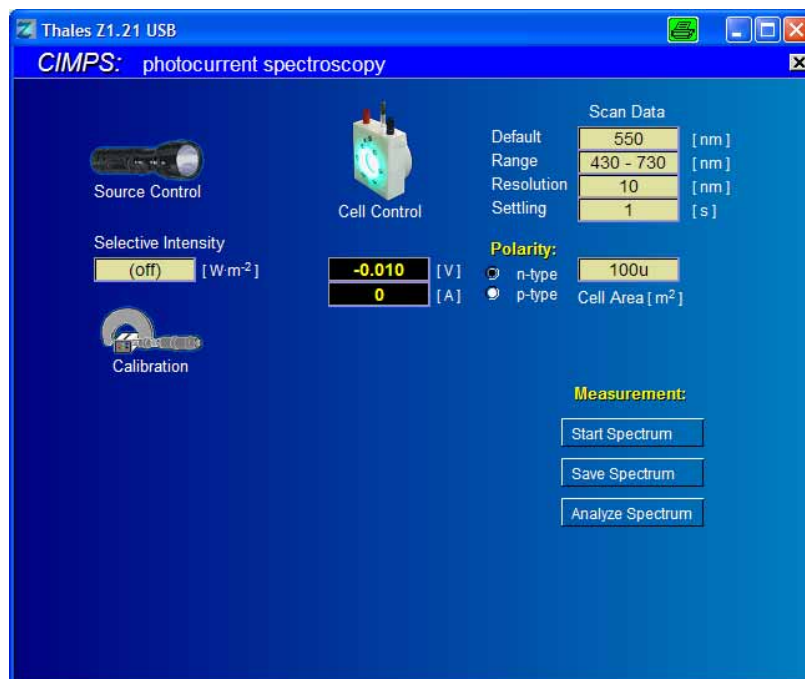 Thales Z1.21 USB
CIMPS: photocurrent spectroscopy
Source Control
Selective Intensity
(off) [W·m-2]
Calibration
Cell Control
-0.010 [V]
0 [A]
Scan Data
Default 550 [nm]
Range 430 - 730 [nm]
Resolution 10 [nm]
Settling 1 [s]
Polarity:
n-type 100u
p-type Cell Area [m2]
Measurement:
Start Spectrum
Save Spectrum
Analyze Spectrum